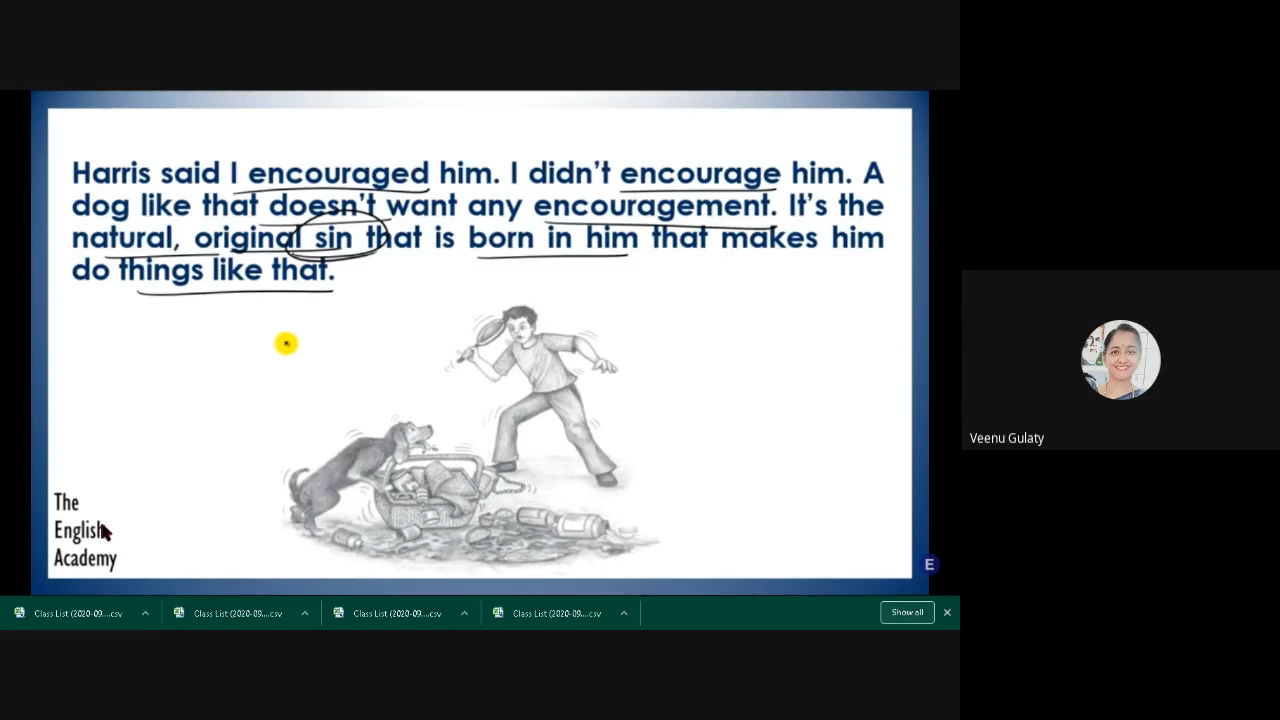 Harris said I encouraged him. I didn't encourage him. A
dog like that doesn't want any encouragement. It's the
natural, original sin that is born in him that makes him
do things like that.
The
English
Academy
E
Veenu Gulaty
Class List (2020-09....csv
Class List (2020-09....csv
Class List (2020-09....csv
Class List (2020-09....csv
Show all